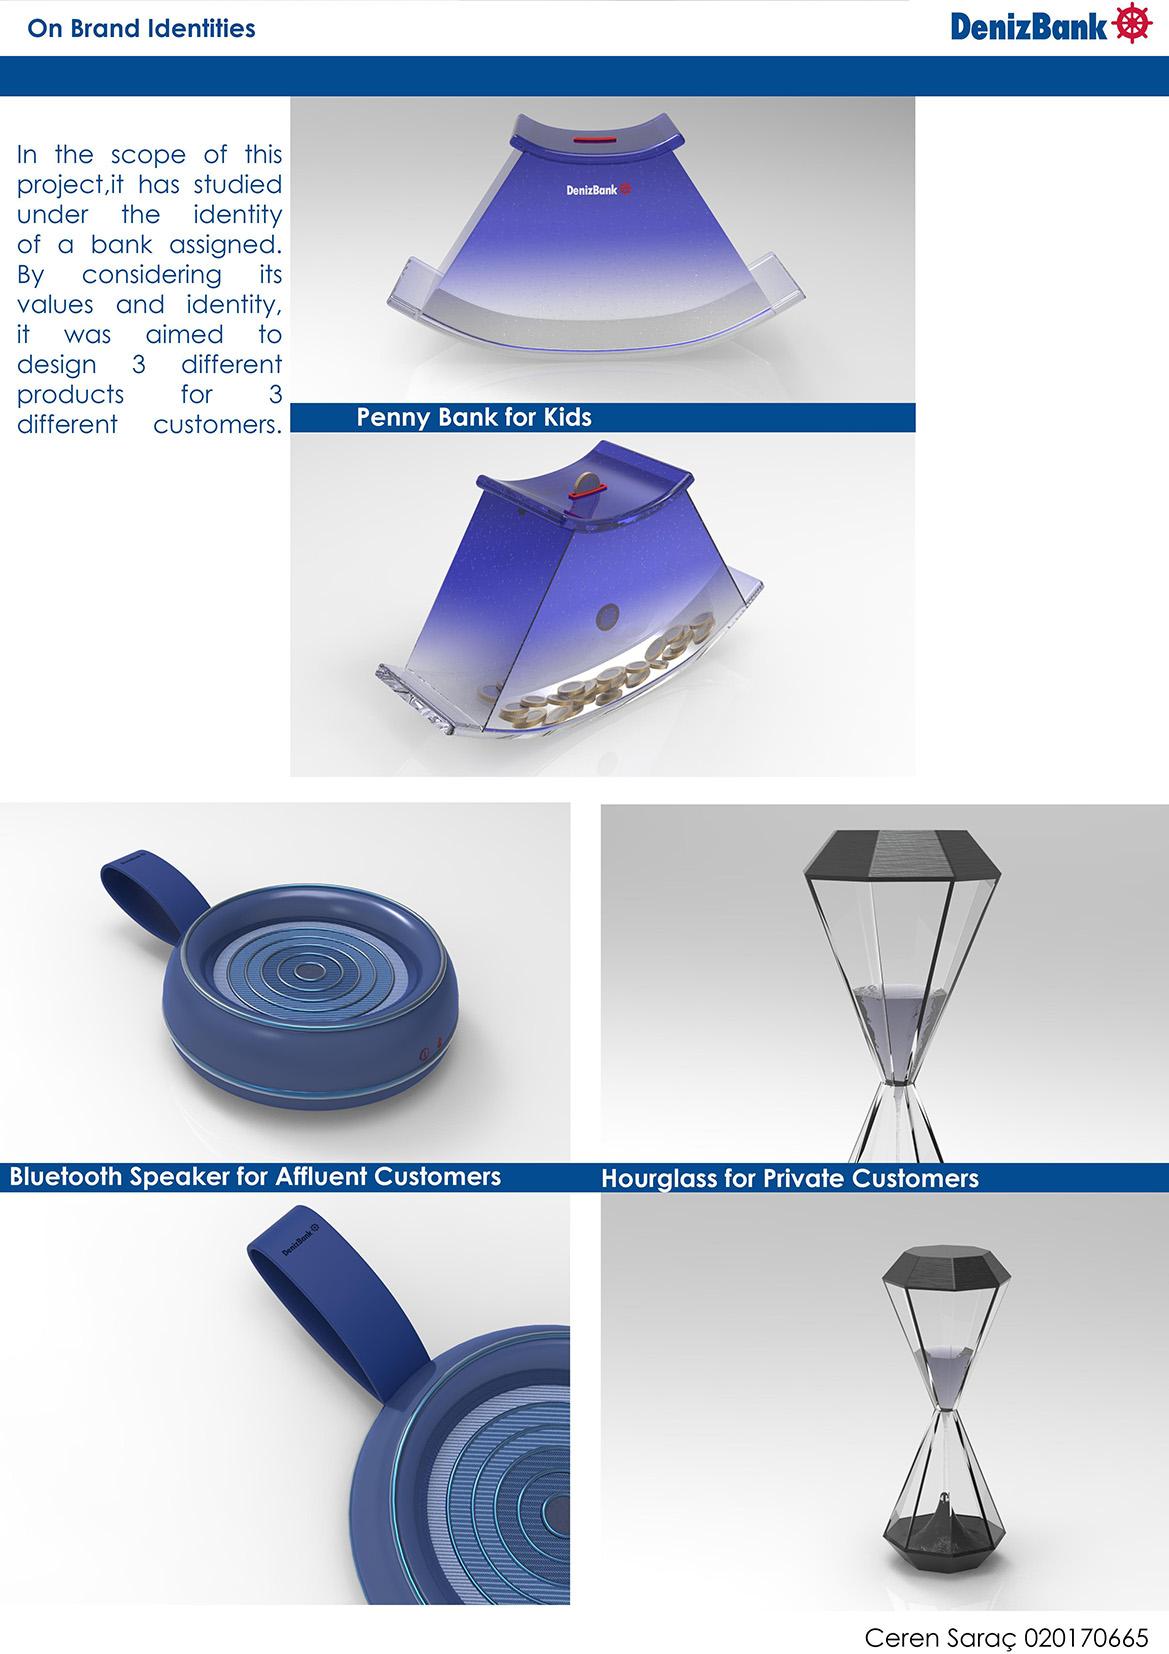 On Brand Identities
DenizBank
In the scope of this
project,it has studied
under the identity
of a bank assigned.
By considering its
values and identity,
it was aimed to
design 3 different
products for 3
different customers.
DenizBank
Penny Bank for Kids
Bluetooth Speaker for Affluent Customers
Hourglass for Private Customers
DenizBank
Ceren Saraç 020170665